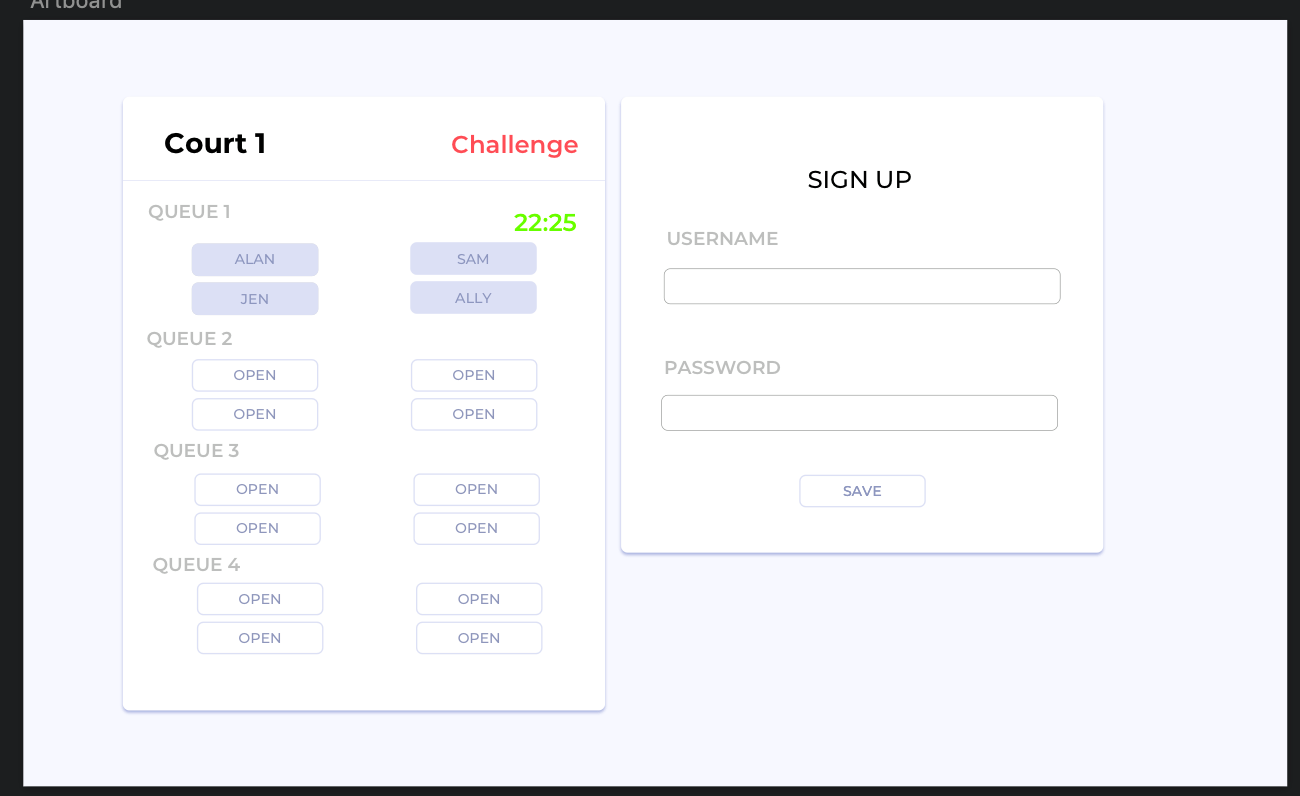 Artboard
Court 1
Challenge
QUEUE 1
22:25
ALAN
SAM
JEN
ALLY
QUEUE 2
OPEN
OPEN
OPEN
OPEN
QUEUE 3
OPEN
OPEN
OPEN
OPEN
QUEUE 4
OPEN
OPEN
OPEN
OPEN
SIGN UP
USERNAME
PASSWORD
SAVE